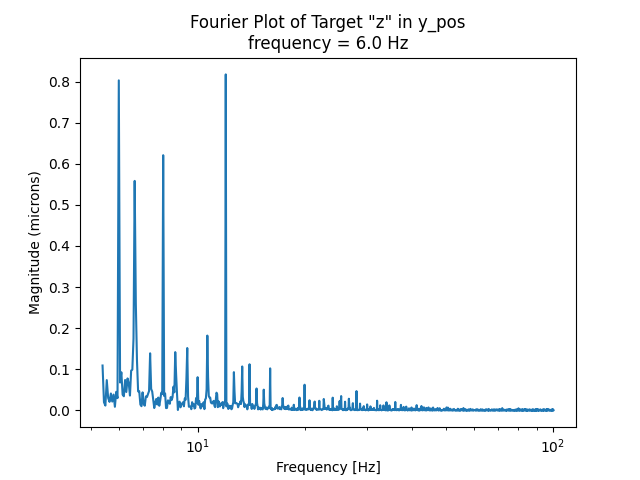 Fourier Plot of Target "z" in y_pos
frequency = 6.0 Hz
0.8
0.7
0.6
0.5
0.4
0.3
0.2
0.1
0.0
Magnitude (microns)
10¹
10²
Frequency [Hz]